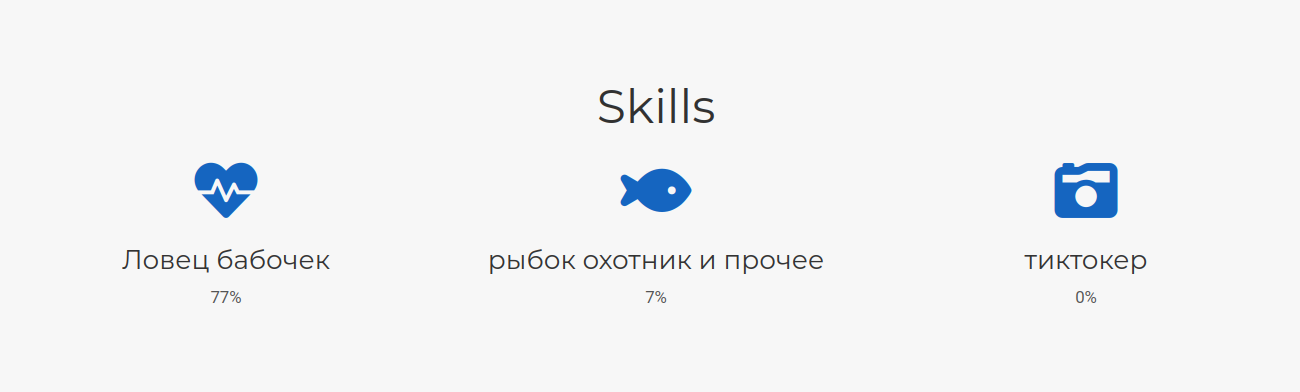 Skills
Ловец бабочек
рыбок охотник и прочее
тиктокер
77%
7%
0%